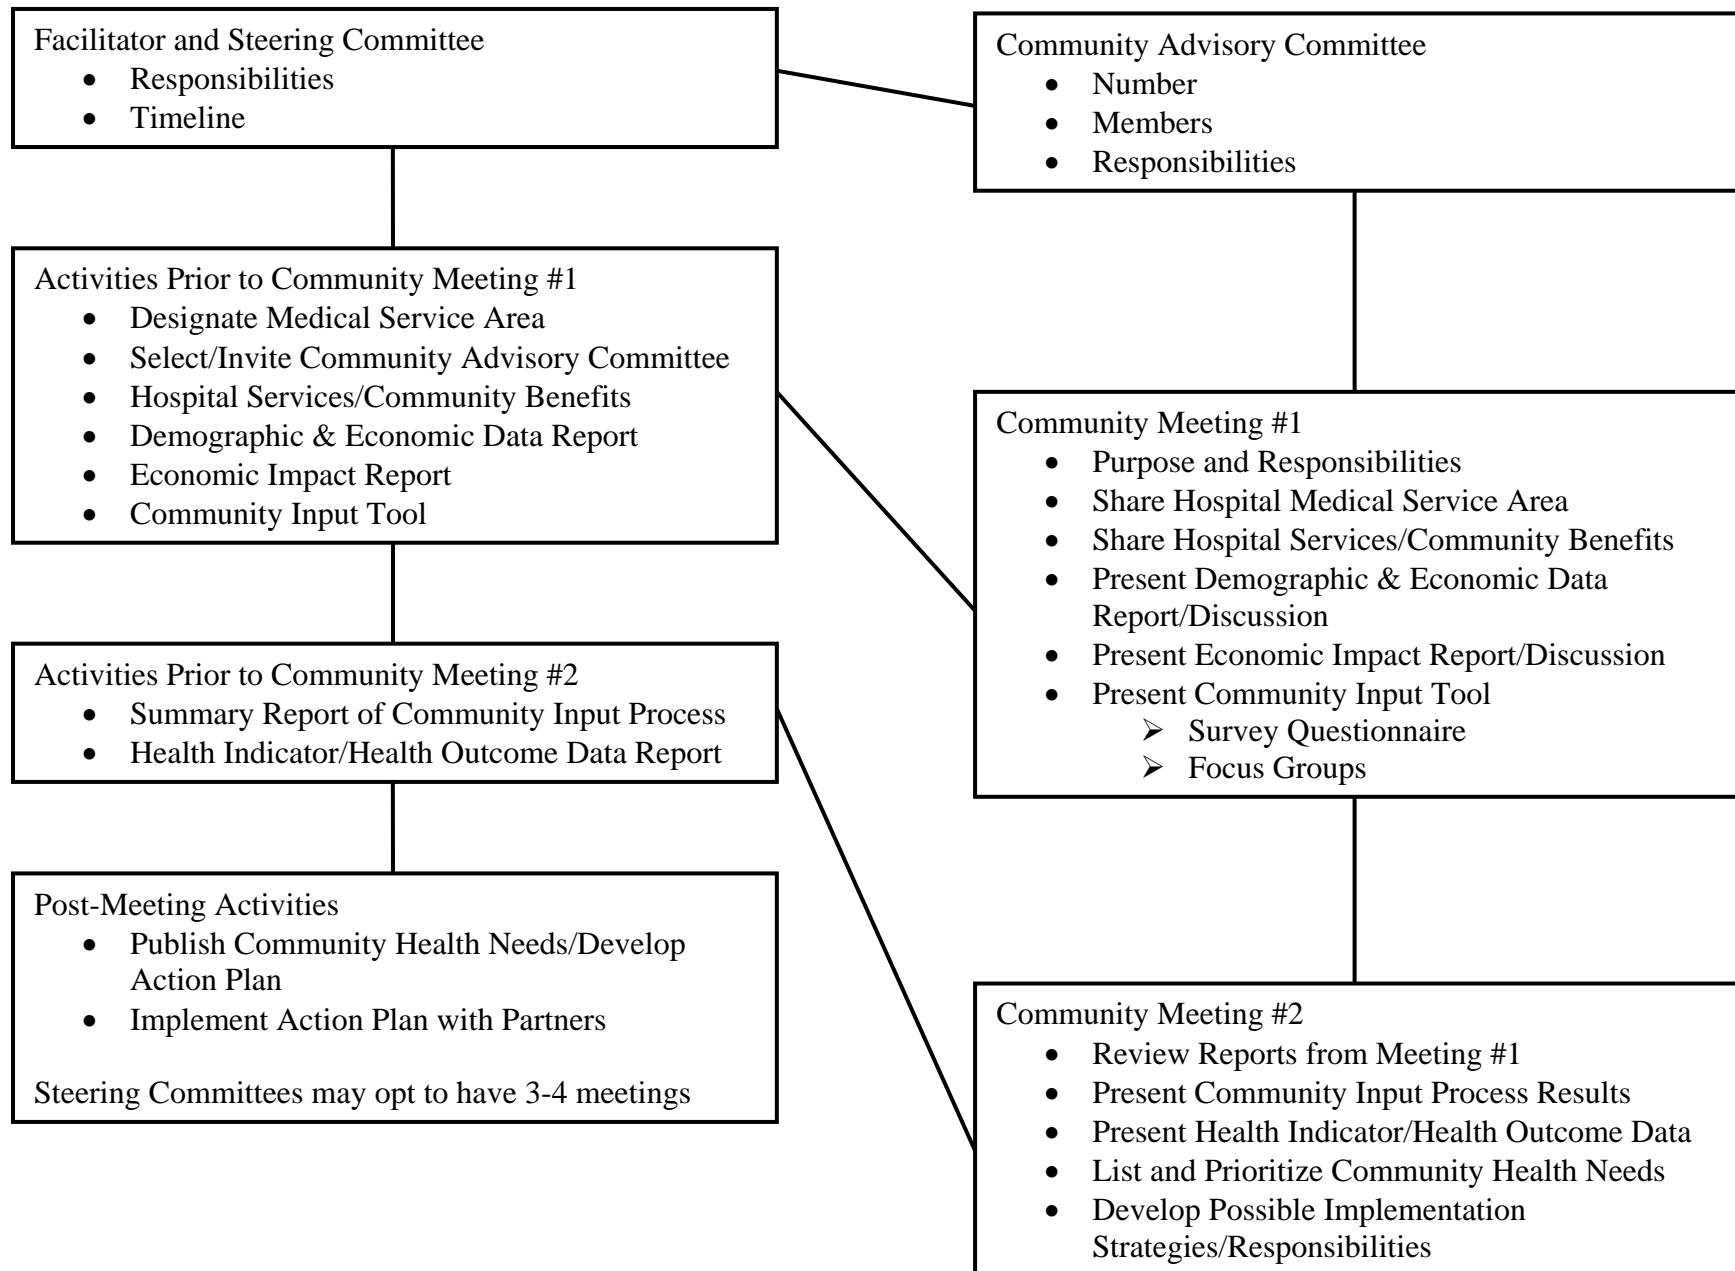 Facilitator and Steering Committee
• Responsibilities
• Timeline
Community Advisory Committee
• Number
• Members
• Responsibilities
Activities Prior to Community Meeting #1
• Designate Medical Service Area
• Select/Invite Community Advisory Committee
• Hospital Services/Community Benefits
• Demographic & Economic Data Report
• Economic Impact Report
• Community Input Tool
Community Meeting #1
• Purpose and Responsibilities
• Share Hospital Medical Service Area
• Share Hospital Services/Community Benefits
• Present Demographic & Economic Data
Report/Discussion
• Present Economic Impact Report/Discussion
• Present Community Input Tool
➢ Survey Questionnaire
➢ Focus Groups
Activities Prior to Community Meeting #2
• Summary Report of Community Input Process
• Health Indicator/Health Outcome Data Report
Post-Meeting Activities
• Publish Community Health Needs/Develop
Action Plan
• Implement Action Plan with Partners
Steering Committees may opt to have 3-4 meetings
Community Meeting #2
• Review Reports from Meeting #1
• Present Community Input Process Results
• Present Health Indicator/Health Outcome Data
• List and Prioritize Community Health Needs
• Develop Possible Implementation
Strategies/Responsibilities